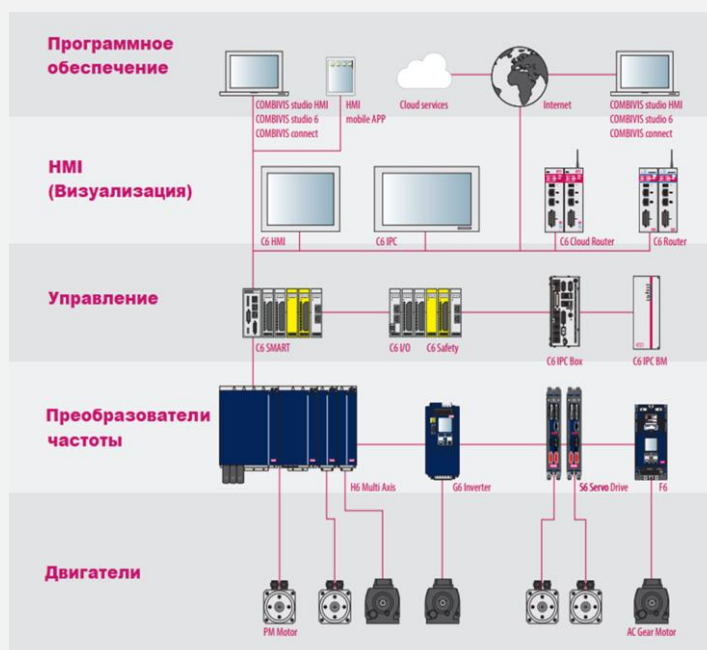 Программное
обеспечение
COMBIVIS studio HMI
COMBIVIS studio 6
COMBIVIS connect
HMI
mobile APP
Cloud services
Internet
COMBIVIS studio HMI
COMBIVIS studio 6
COMBIVIS connect
HMI
(Визуализация)
C6 HMI
C6 IPC
C6 Cloud Router
C6 Router
Управление
C6 SMART
C6 I/O
C6 Safety
C6 IPC Box
C6 IPC BM
Преобразователи
частоты
H6 Multi Axis
G6 Inverter
S6 Servo Drive
F6
Двигатели
PM Motor
AC Gear Motor